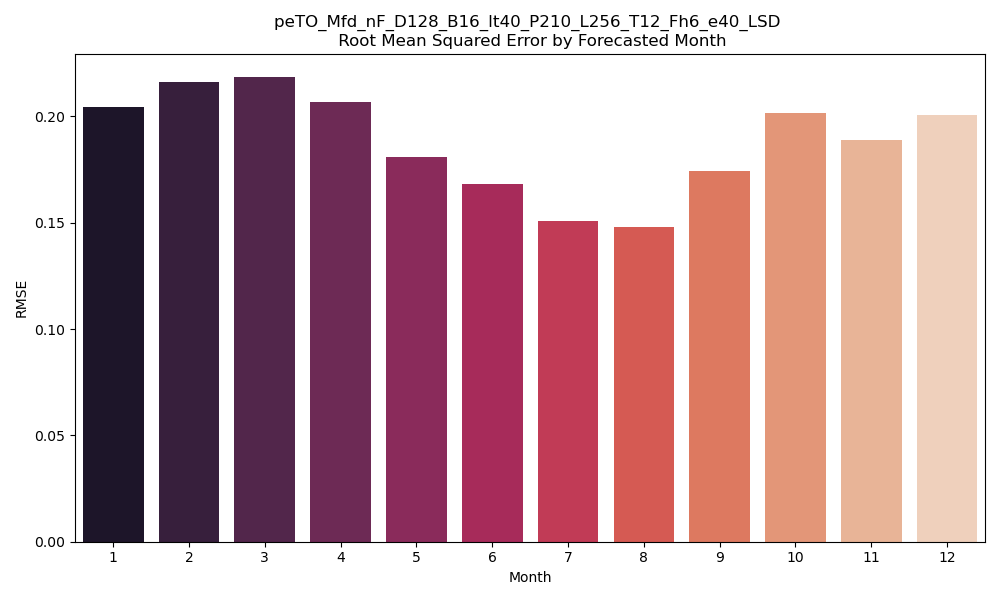 peTO_Mfd_nF_D128_B16_lt40_P210_L256_T12_Fh6_e40_LSD
Root Mean Squared Error by Forecasted Month
RMSE
0.20
0.15
0.10
0.05
0.00
1 2 3 4 5 6 7 8 9 10 11 12
Month